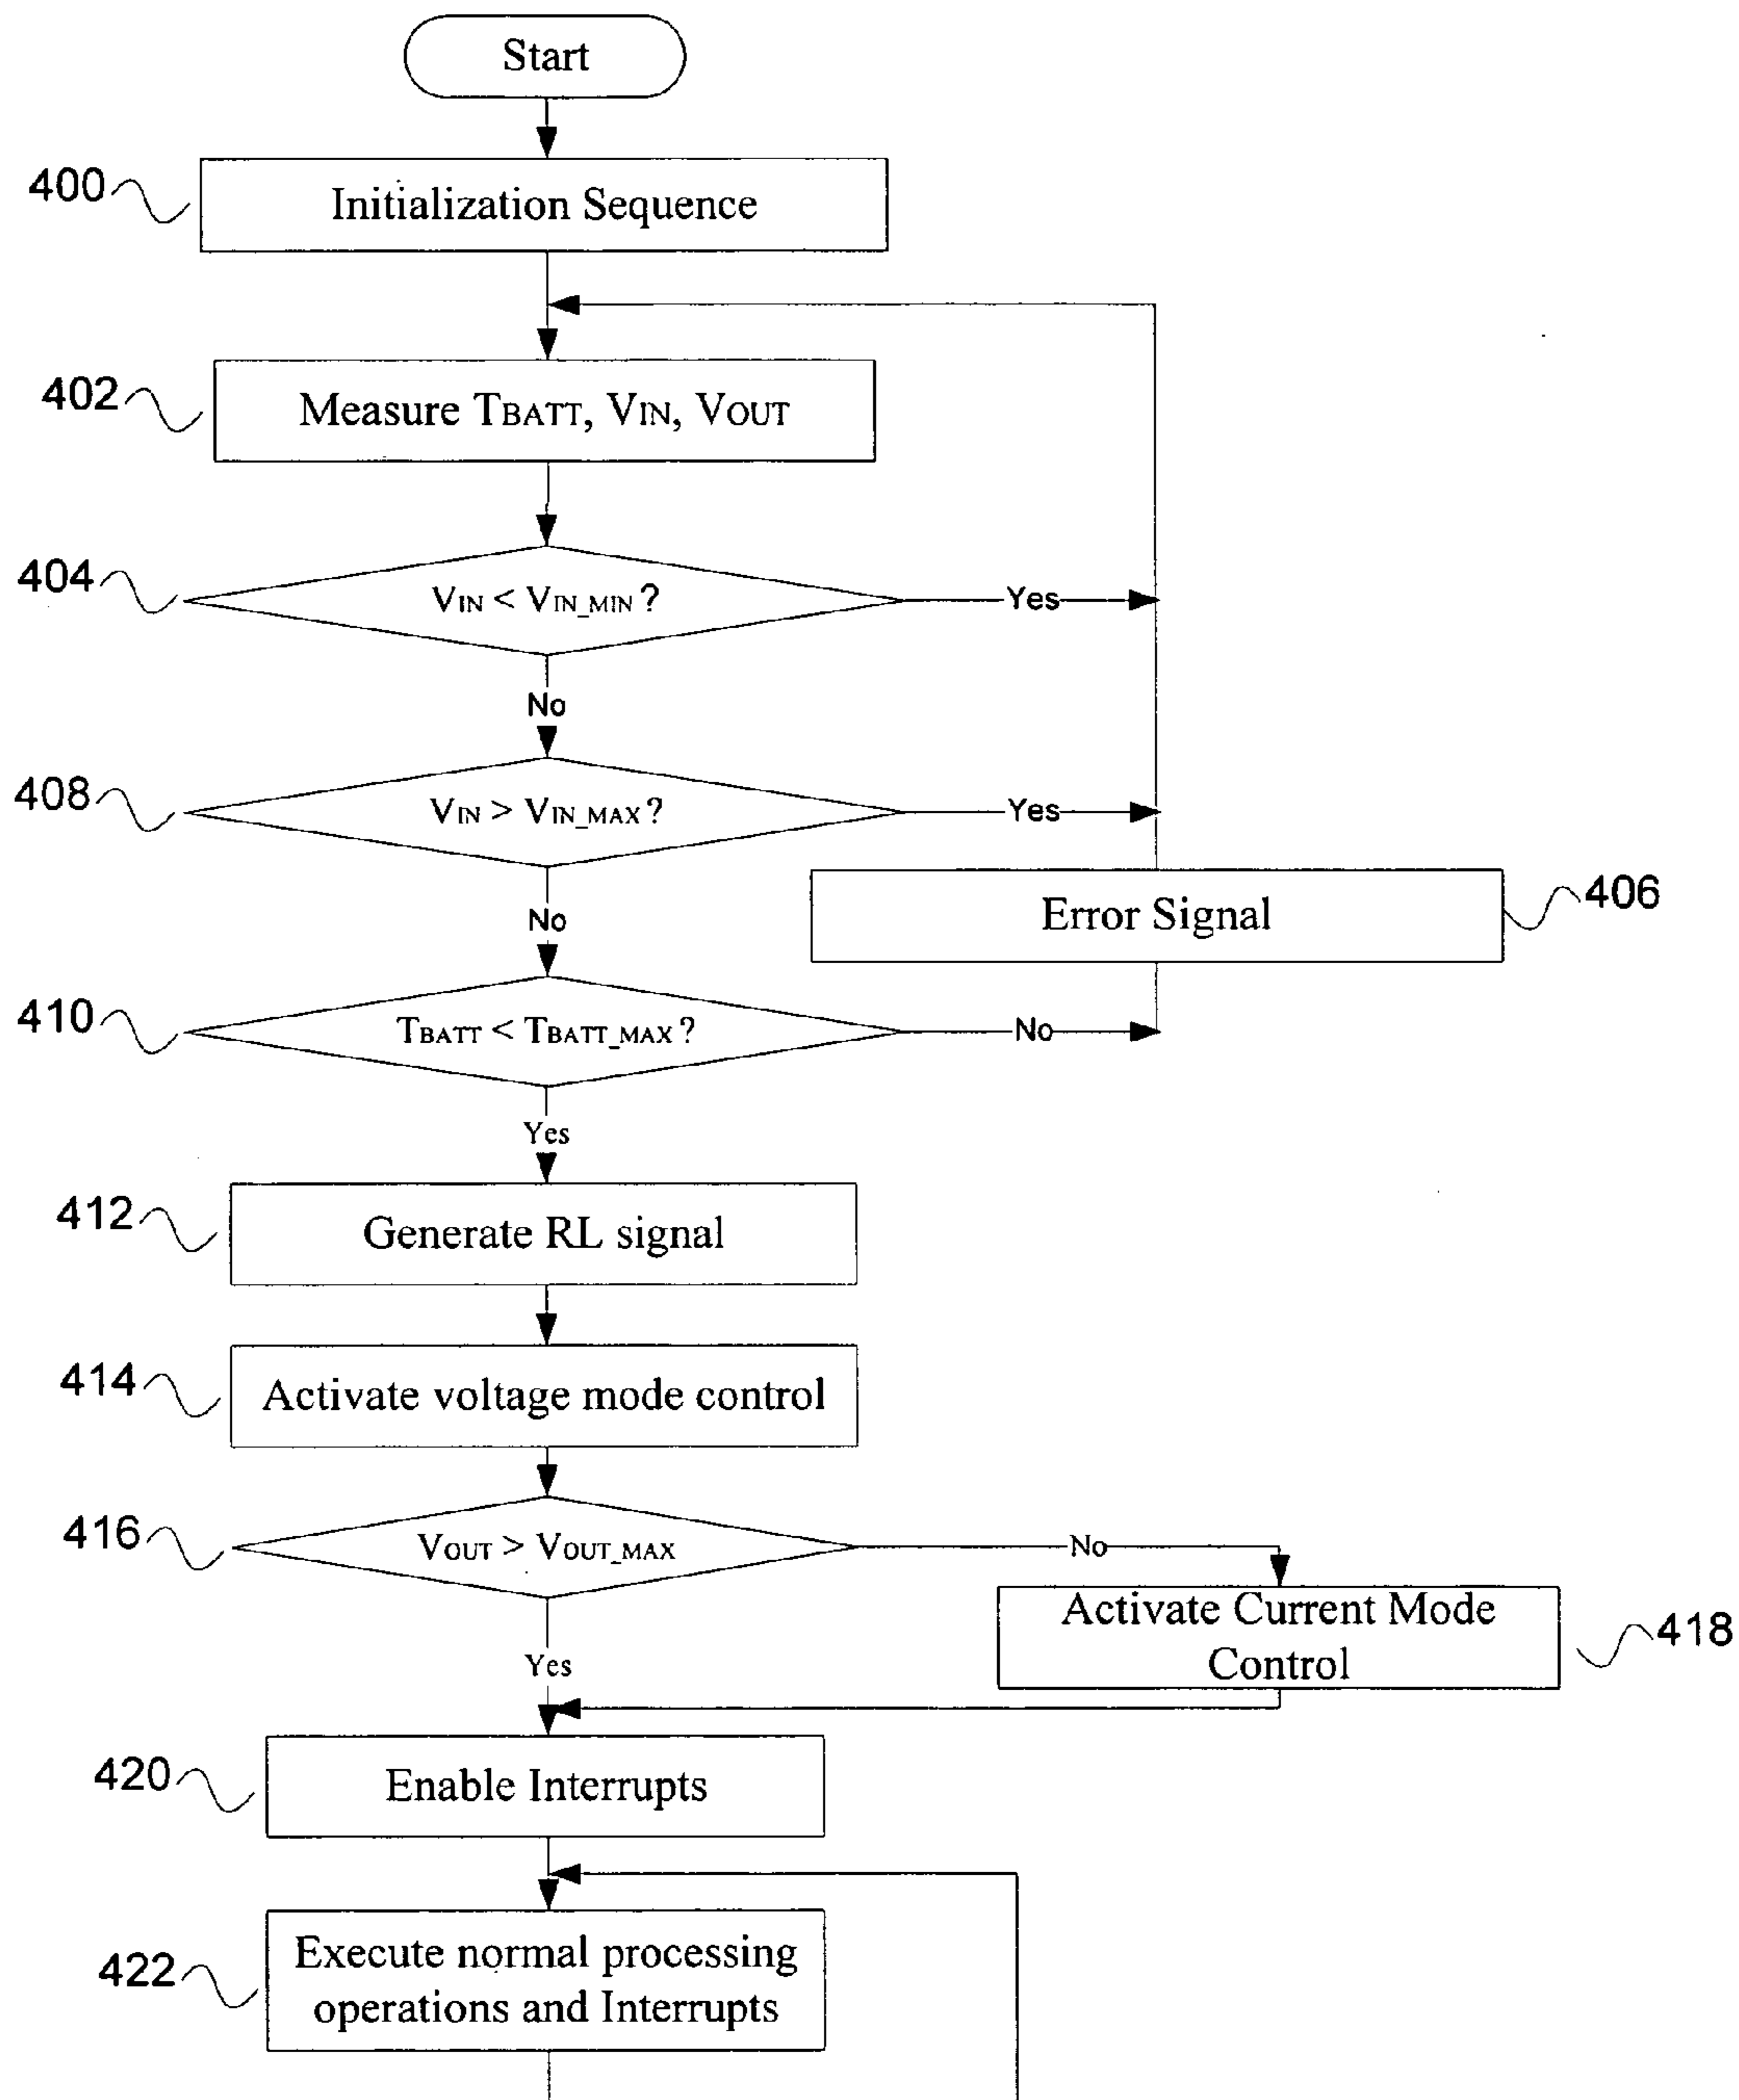 Start
400
Initialization Sequence
402
Measure TBATT, VIN, VOUT
404
VIN < VIN_MIN ?
Yes
No
408
VIN > VIN_MAX ?
Yes
No
Error Signal
406
410
TBATT < TBATT_MAX ?
No
Yes
412
Generate RL signal
414
Activate voltage mode control
416
VOUT > VOUT_MAX
No
Activate Current Mode
Control
418
Yes
420
Enable Interrupts
422
Execute normal processing
operations and Interrupts